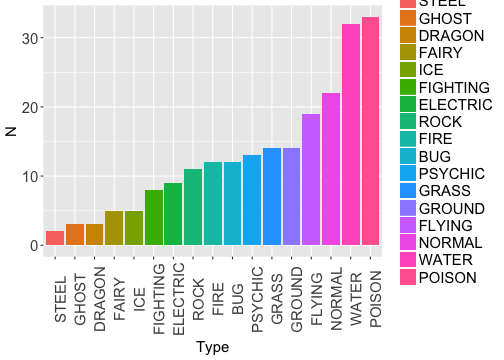 STEEL
GHOST
DRAGON
FAIRY
ICE
FIGHTING
ELECTRIC
ROCK
FIRE
BUG
PSYCHIC
GRASS
GROUND
FLYING
NORMAL
WATER
POISON
30
20
10
0
N
STEEL
GHOST
DRAGON
FAIRY
ICE
FIGHTING
ELECTRIC
ROCK
FIRE
BUG
PSYCHIC
GRASS
GROUND
FLYING
NORMAL
WATER
POISON
Type